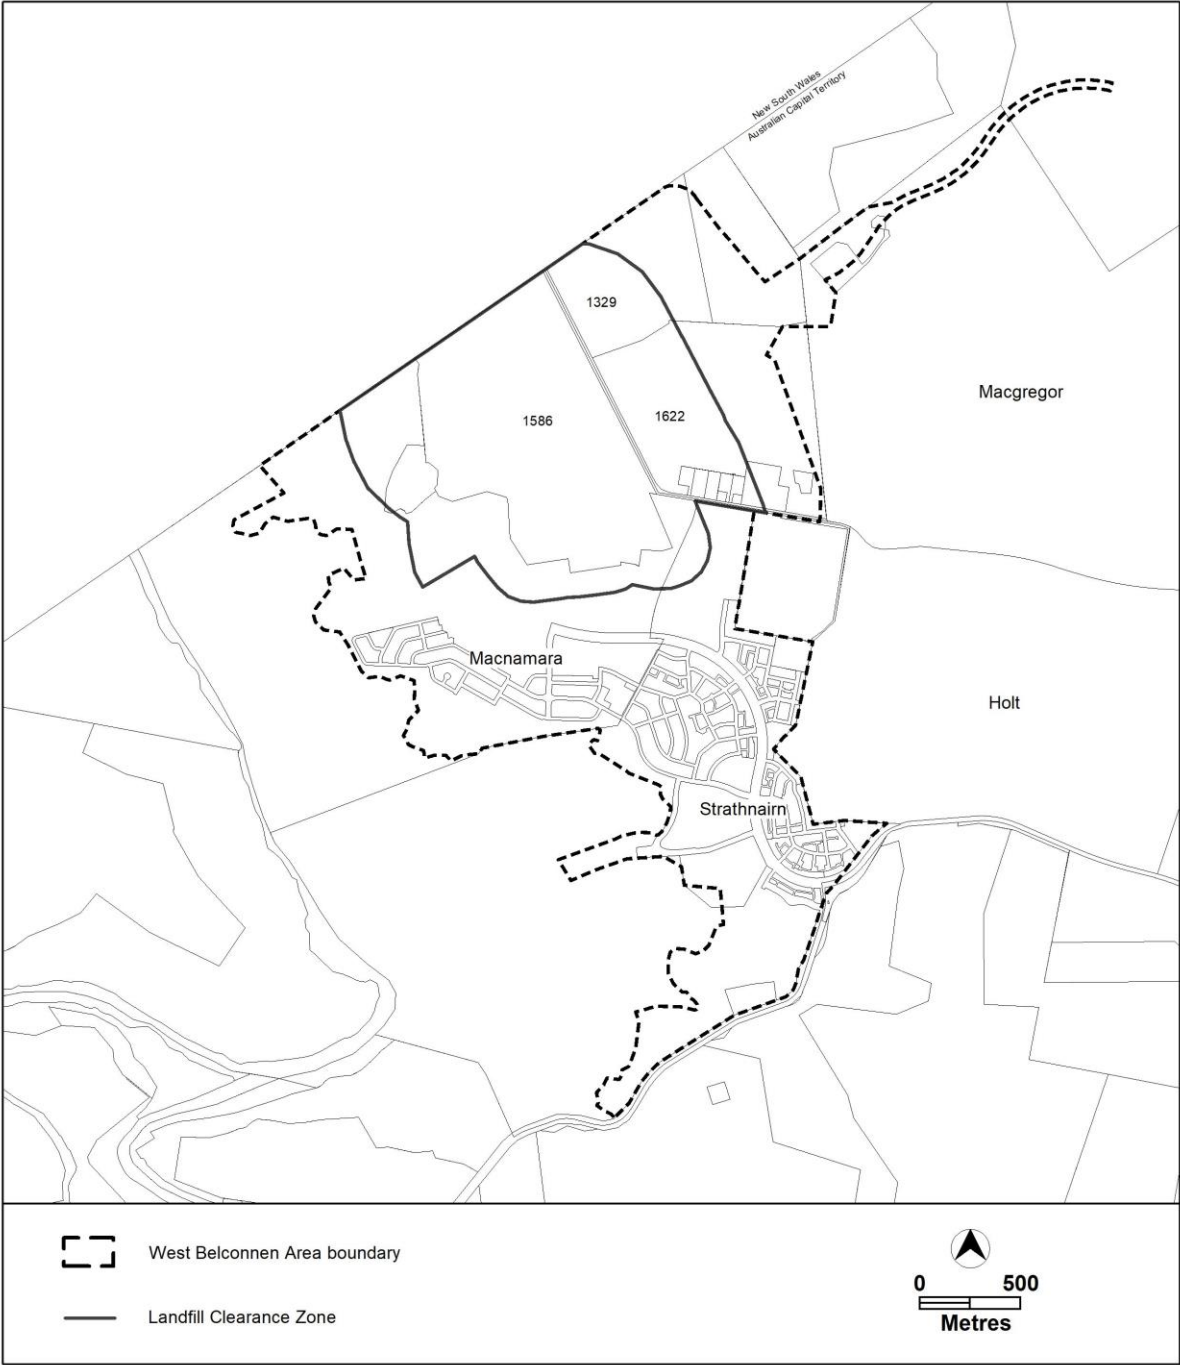 New South Wales
Australian Capital Territory
1329
Macgregor
1586
1622
Macnamara
Holt
Strathnairn
West Belconnen Area boundary
Landfill Clearance Zone
0 500
Metres